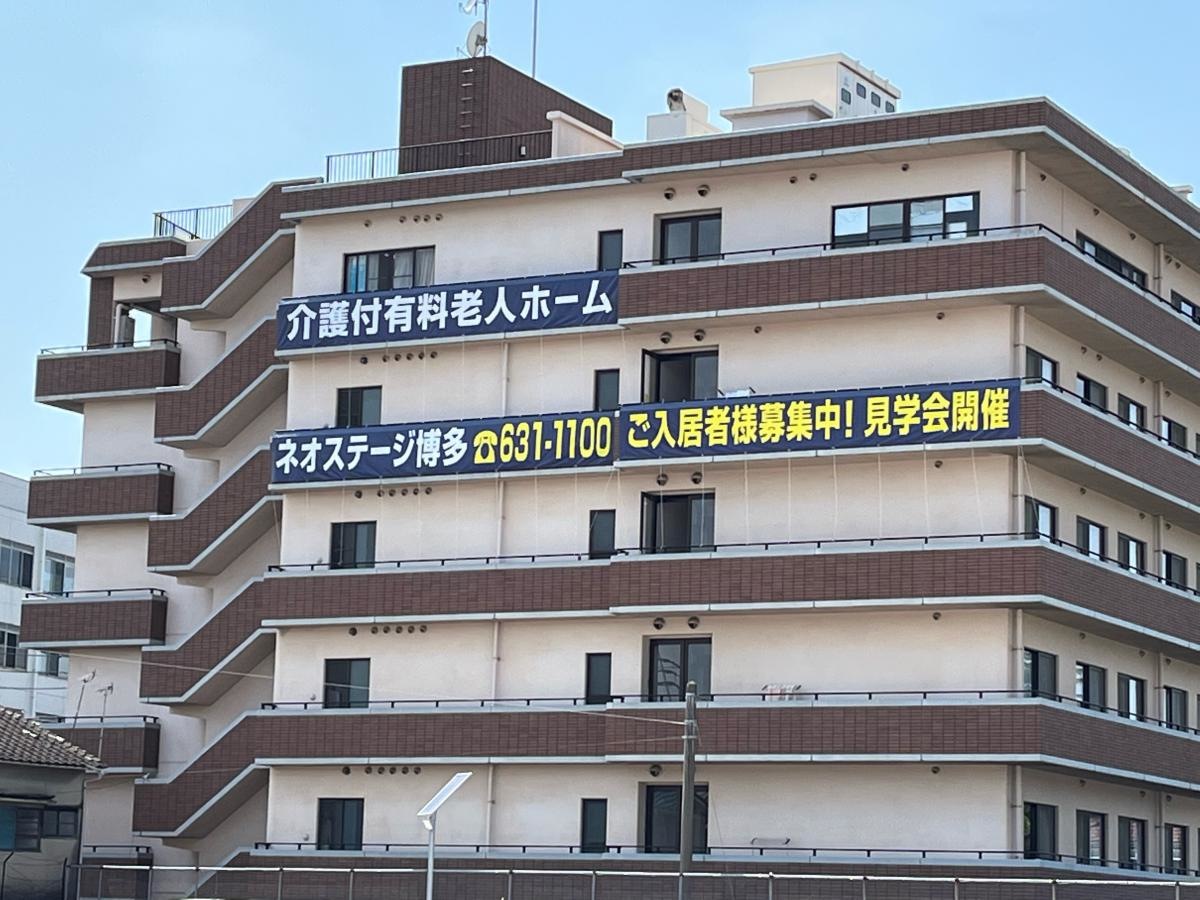 介護付有料老人ホーム
ネオステージ博多 ☎631-1100
ご入居者様募集中! 見学会開催